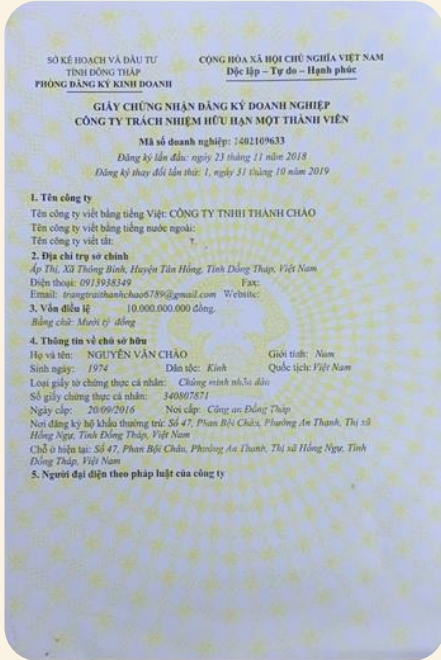 SỞ KẾ HOẠCH VÀ ĐẦU TƯ
TỈNH ĐỒNG THÁP
PHÒNG ĐĂNG KÝ KINH DOANH
CỘNG HÒA XÃ HỘI CHỦ NGHĨA VIỆT NAM
Độc lập – Tự do – Hạnh phúc
GIẤY CHỨNG NHẬN ĐĂNG KÝ DOANH NGHIỆP
CÔNG TY TRÁCH NHIỆM HỮU HẠN MỘT THÀNH VIÊN
Mã số doanh nghiệp: 1402109633
Đăng ký lần đầu: ngày 23 tháng 11 năm 2018
Đăng ký thay đổi lần thứ: 1, ngày 31 tháng 10 năm 2019
1. Tên công ty
Tên công ty viết bằng tiếng Việt: CÔNG TY TNHH THÀNH CHÀO
Tên công ty viết bằng tiếng nước ngoài:
Tên công ty viết tắt:
2. Địa chỉ trụ sở chính
Ấp Thị, Xã Thông Bình, Huyện Tân Hồng, Tỉnh Đồng Tháp, Việt Nam
Điện thoại: 0913938349 Fax:
Email: trangtraithanhchao6789@gmail.com Website:
3. Vốn điều lệ 10.000.000.000 đồng.
Bằng chữ: Mười tỷ đồng
4. Thông tin về chủ sở hữu
Họ và tên: NGUYỄN VĂN CHÀO Giới tính: Nam
Sinh ngày: 1974 Dân tộc: Kinh Quốc tịch: Việt Nam
Loại giấy tờ chứng thực cá nhân: Chứng minh nhân dân
Số giấy chứng thực cá nhân: 340807871
Ngày cấp: 20/09/2016 Nơi cấp: Công an Đồng Tháp
Nơi đăng ký hộ khẩu thường trú: Số 47, Phan Bội Châu, Phường An Thạnh, Thị xã
Hồng Ngự, Tỉnh Đồng Tháp, Việt Nam
Chỗ ở hiện tại: Số 47, Phan Bội Châu, Phường An Thạnh, Thị xã Hồng Ngự, Tỉnh
Đồng Tháp, Việt Nam
5. Người đại diện theo pháp luật của công ty